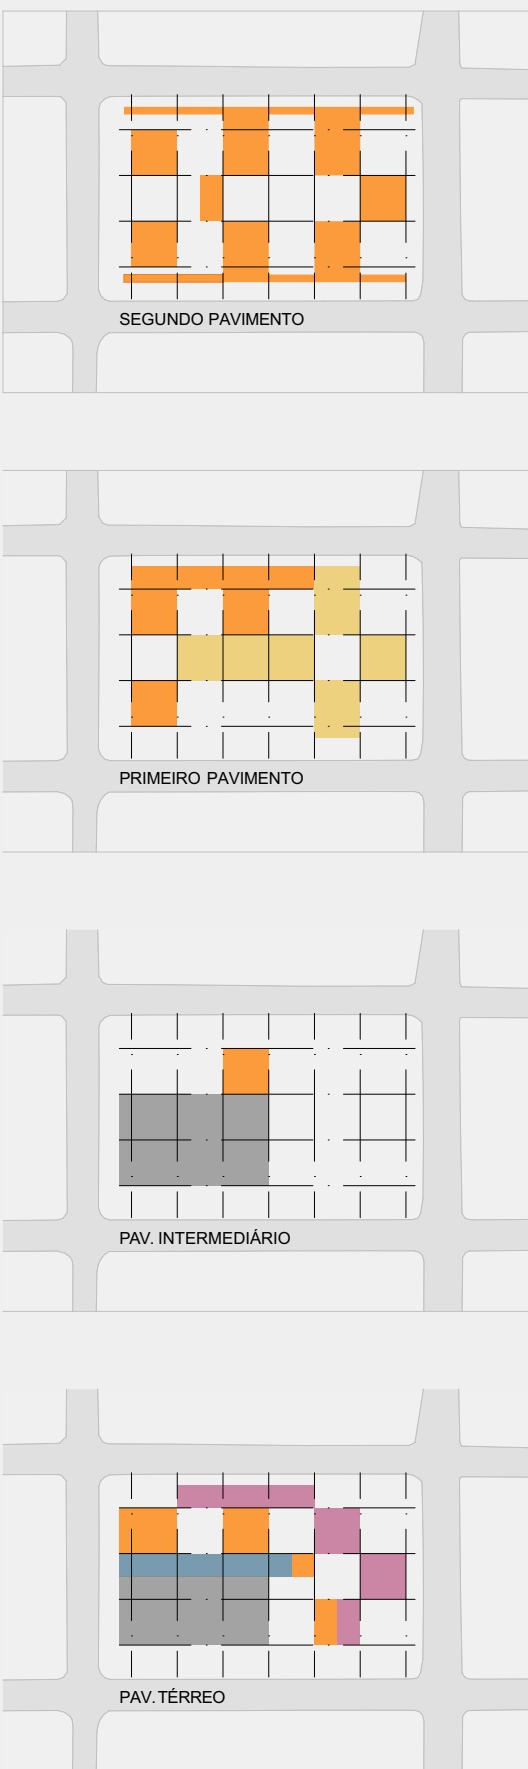 SEGUNDO PAVIMENTO
PRIMEIRO PAVIMENTO
PAV. INTERMEDIÁRIO
PAV. TÉRREO